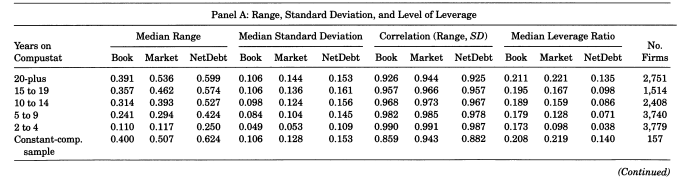 Panel A: Range, Standard Deviation, and Level of Leverage
Median Range Median Standard Deviation Correlation (Range, SD) Median Leverage Ratio
Years on Compustat Book Market NetDebt Book Market NetDebt Book Market NetDebt Book Market NetDebt No. Firms
20-plus 0.391 0.536 0.599 0.106 0.144 0.153 0.926 0.944 0.925 0.211 0.221 0.135 2,751
15 to 19 0.357 0.462 0.574 0.106 0.136 0.161 0.957 0.966 0.957 0.195 0.167 0.098 1,514
10 to 14 0.314 0.393 0.527 0.098 0.124 0.156 0.968 0.973 0.967 0.189 0.159 0.086 2,408
5 to 9 0.241 0.294 0.424 0.084 0.104 0.145 0.982 0.985 0.978 0.179 0.128 0.071 3,740
2 to 4 0.110 0.117 0.250 0.049 0.053 0.109 0.990 0.991 0.987 0.173 0.098 0.038 3,779
Constant-comp. 0.400 0.507 0.624 0.106 0.128 0.153 0.859 0.943 0.882 0.208 0.219 0.140 157
sample
(Continued)